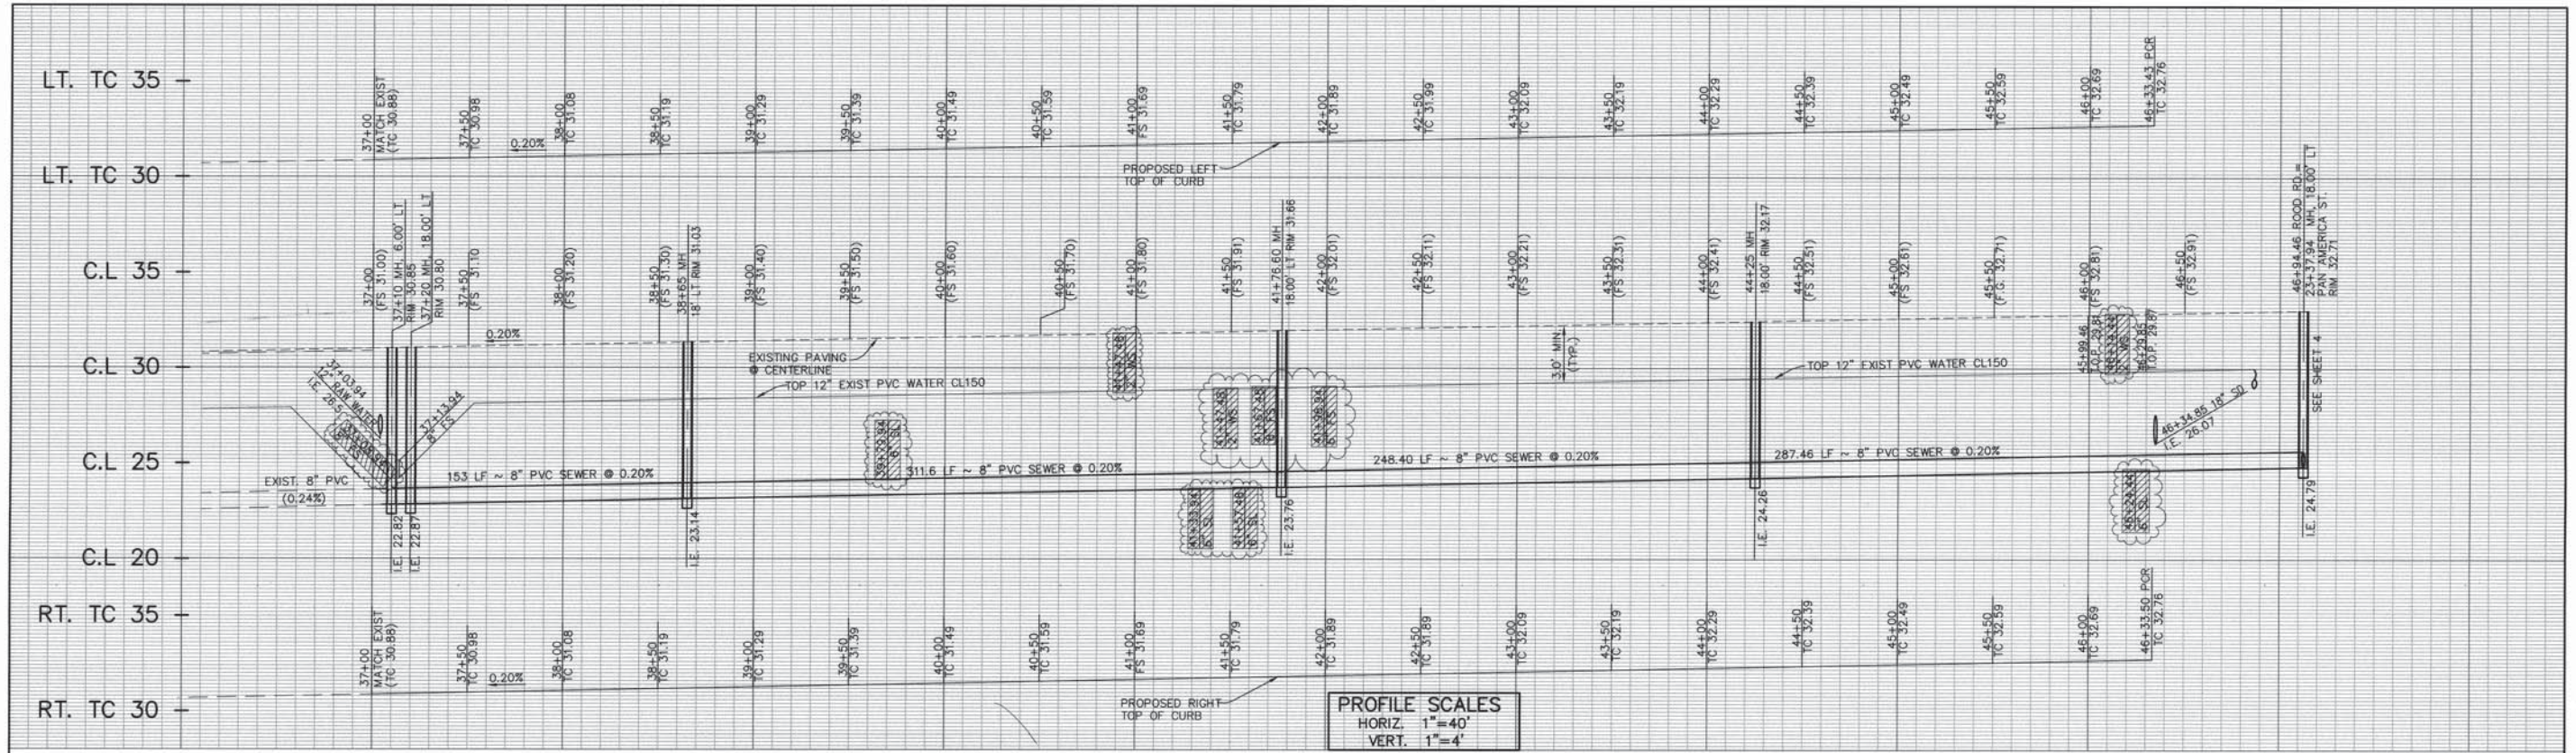 LT. TC 35
37+00
MATCH EXIST
(TC 30.88)
37+50
TC 30.98
38+00
TC 31.08
38+50
TC 31.19
39+00
TC 31.29
39+50
TC 31.39
40+00
TC 31.49
40+50
TC 31.59
41+00
FS 31.69
41+50
TC 31.79
42+00
TC 31.89
42+50
TC 31.99
43+00
TC 32.09
43+50
TC 32.19
44+00
TC 32.29
44+50
TC 32.39
45+00
TC 32.49
45+50
TC 32.59
46+00
TC 32.69
46+33.43 PCR
TC 32.76
0.20%
PROPOSED LEFT
TOP OF CURB
LT. TC 30
C.L 35
37+00
(FS 31.00)
37+10 MH, 6.00' LT
RIM 30.85
37+20 MH, 18.00' LT
RIM 30.80
37+50
(FS 31.10
38+00
(FS 31.20)
38+50
(FS 31.30)
38+65 MH
18' LT RIM 31.03
39+00
(FS 31.40)
39+50
(FS 31.50)
40+00
(FS 31.60)
40+50
(FS 31.70)
41+00
(FS 31.80)
41+50
(FS 31.91)
41+76.60 MH
18.00' LT RIM 31.66
42+00
(FS 32.01)
42+50
(FS 32.11)
43+00
(FS 32.21)
43+50
(FS 32.31)
44+00
(FS 32.41)
44+25 MH
18.00' RIM 32.17
44+50
(FS 32.51)
45+00
(FS 32.61)
45+50
(F.S. 32.71)
46+00
(FS 32.81)
46+50
(FS 32.91)
46+94.46 ROOD RD.=
23+37.94 MH, 18.00' LT
PAN AMERICA ST.
RIM 32.71
0.20%
C.L 30
EXISTING PAVING
@ CENTERLINE
TOP 12" EXIST PVC WATER CL150
3.0' MIN.
(TYP.)
TOP 12" EXIST PVC WATER CL150
45+99.46
T.O.P. 29.81
46+29.85
T.O.P. 29.87
SEE SHEET 4
37+03.94
12" RAW WATER
I.E. 26.5
37+13.94
8" FS
46+34.85 18" SD
I.E. 26.07
C.L 25
EXIST. 8" PVC
(0.24%)
153 LF ~ 8" PVC SEWER @ 0.20%
311.6 LF ~ 8" PVC SEWER @ 0.20%
248.40 LF ~ 8" PVC SEWER @ 0.20%
287.46 LF ~ 8" PVC SEWER @ 0.20%
I.E. 22.82
I.E. 22.87
I.E. 23.14
I.E. 23.76
I.E. 24.26
I.E. 24.79
C.L 20
RT. TC 35
37+00
MATCH EXIST
(TC 30.88)
37+50
TC 30.98
38+00
TC 31.08
38+50
TC 31.19
39+00
TC 31.29
39+50
TC 31.39
40+00
TC 31.49
40+50
TC 31.59
41+00
FS 31.69
41+50
TC 31.79
42+00
TC 31.89
42+50
TC 31.89
43+00
TC 32.09
43+50
TC 32.19
44+00
TC 32.29
44+50
TC 32.39
45+00
TC 32.49
45+50
TC 32.59
46+00
TC 32.69
46+33.50 PCR
TC 32.76
0.20%
PROPOSED RIGHT
TOP OF CURB
RT. TC 30
PROFILE SCALES
HORIZ. 1"=40'
VERT. 1"=4'